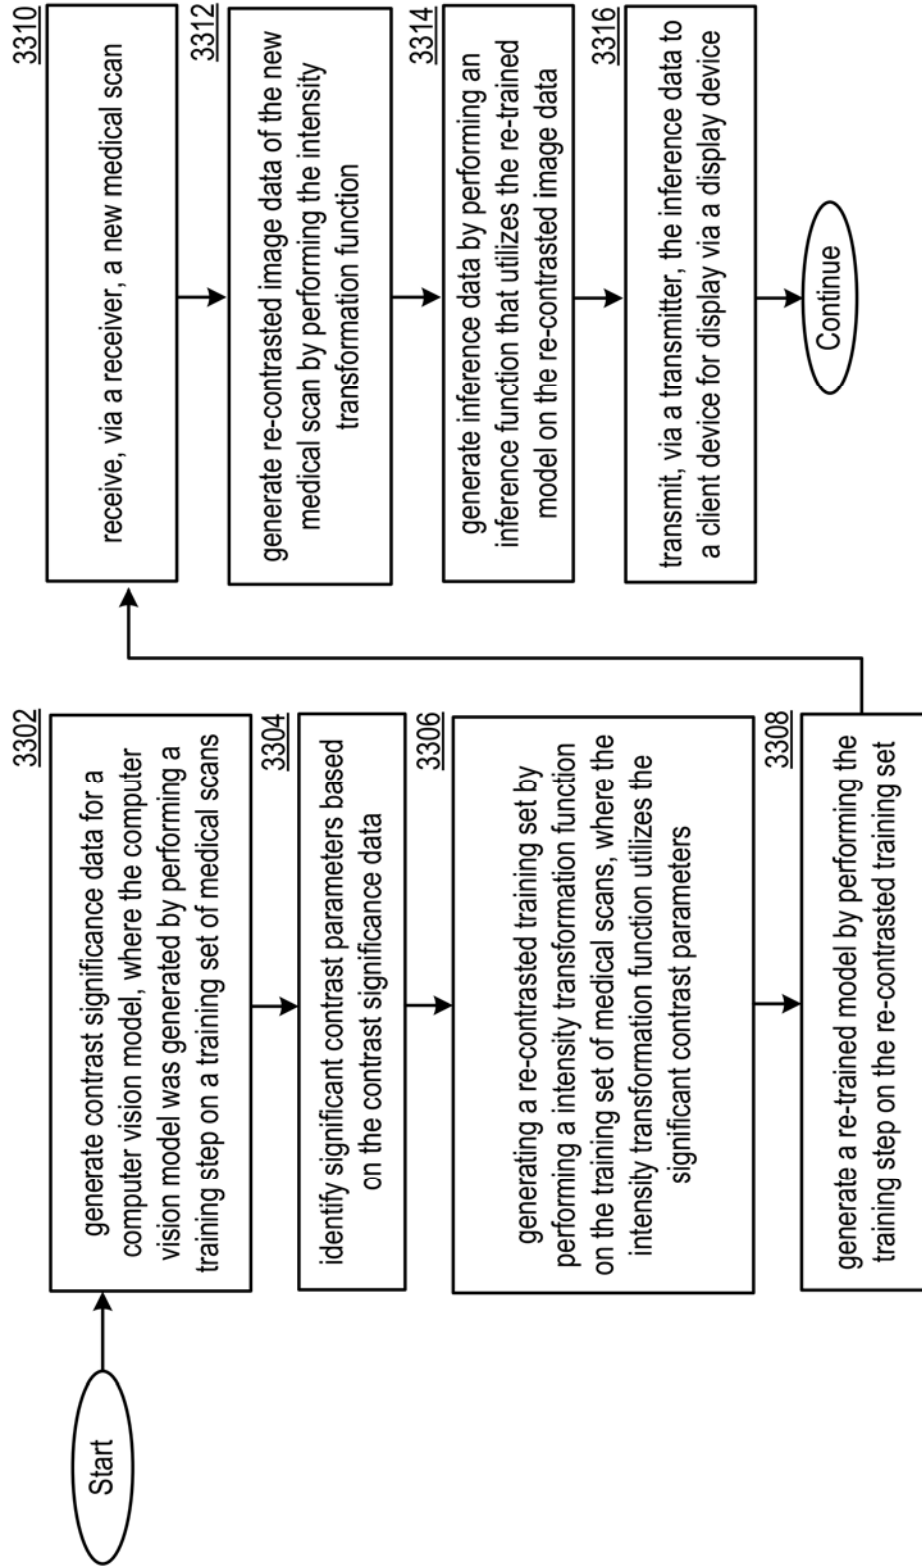 Start
3302
generate contrast significance data for a
computer vision model, where the computer
vision model was generated by performing a
training step on a training set of medical scans
3304
identify significant contrast parameters based
on the contrast significance data
3306
generating a re-contrasted training set by
performing a intensity transformation function
on the training set of medical scans, where the
intensity transformation function utilizes the
significant contrast parameters
3308
generate a re-trained model by performing the
training step on the re-contrasted training set
3310
receive, via a receiver, a new medical scan
3312
generate re-contrasted image data of the new
medical scan by performing the intensity
transformation function
3314
generate inference data by performing an
inference function that utilizes the re-trained
model on the re-contrasted image data
3316
transmit, via a transmitter, the inference data to
a client device for display via a display device
Continue